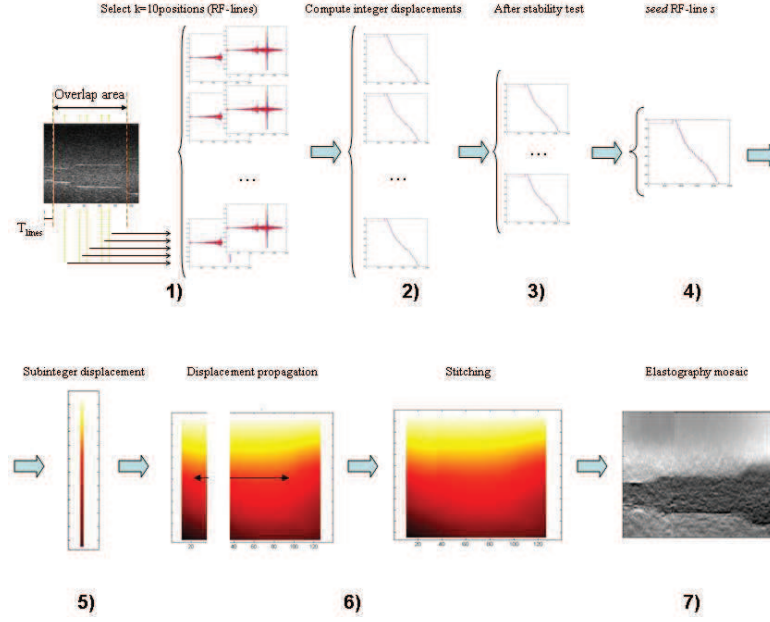 Select k=10positions (RF-lines)
Compute integer displacements
After stability test
seed RF-line s
Overlap area
...
...
...
T lines
1)
2)
3)
4)
Subinteger displacement
Displacement propagation
Stitching
Elastography mosaic
20 40 60 80 100 120
20 40 60 80 100 120
5)
6)
7)